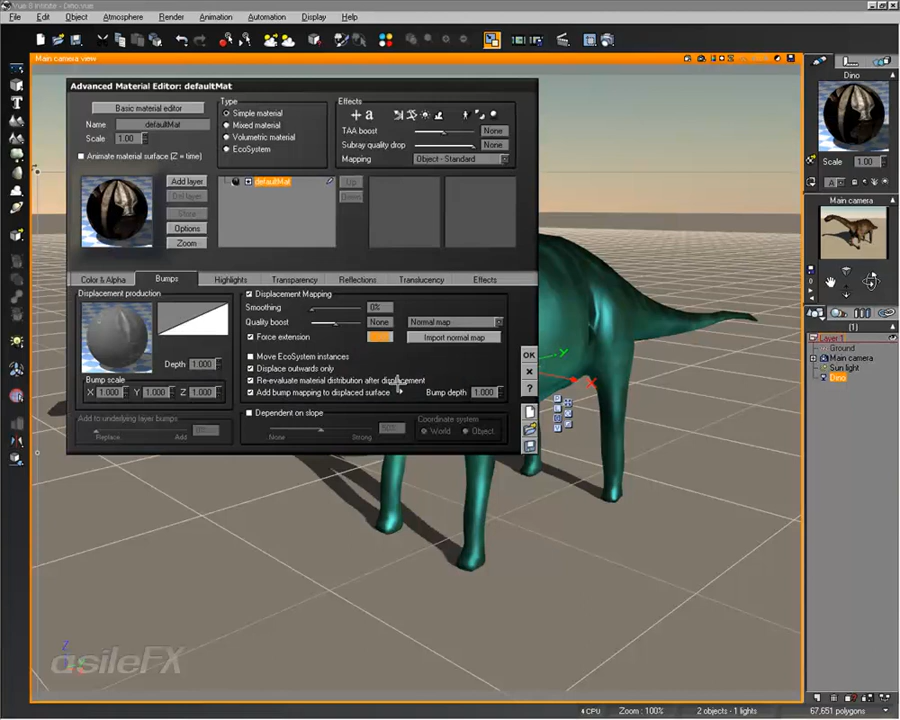 Vue 8 Infinite - Dino.vue
File Edit Object Atmosphere Render Animation Automation Display Help
Main camera view
Advanced Material Editor: defaultMat
Basic material editor
Name defaultMat
Scale 1.00
Animate material surface (Z = time)
Type
Simple material
Mixed material
Volumetric material
EcoSystem
Effects
TAA boost None
Subray quality drop None
Mapping Object - Standard
Add layer
Del layer
Show
Options
Zoom
defaultMat
Up
Down
Color & Alpha Bumps Highlights Transparency Reflections Translucency Effects
Displacement production
Depth 1.000
Bump scale
X 1.000 Y 1.000 Z 1.000
Add to underlying layer bumps
Replace Add
Displacement Mapping
Smoothing 0%
Quality boost None Normal map
Force extension Import normal map
Move EcoSystem instances
Displace outwards only
Re-evaluate material distribution after displacement
Add bump mapping to displaced surface Bump depth 1.000
Dependent on slope
None Strong 50%
Coordinate system
World Object
OK
Dino
Scale 1.00
Main camera
(1)
Layer 1
Ground
Main camera
Sun light
Dino
y
x
z
asileFX
CPU Zoom : 100% 2 objects - 1 lights 67,651 polygons